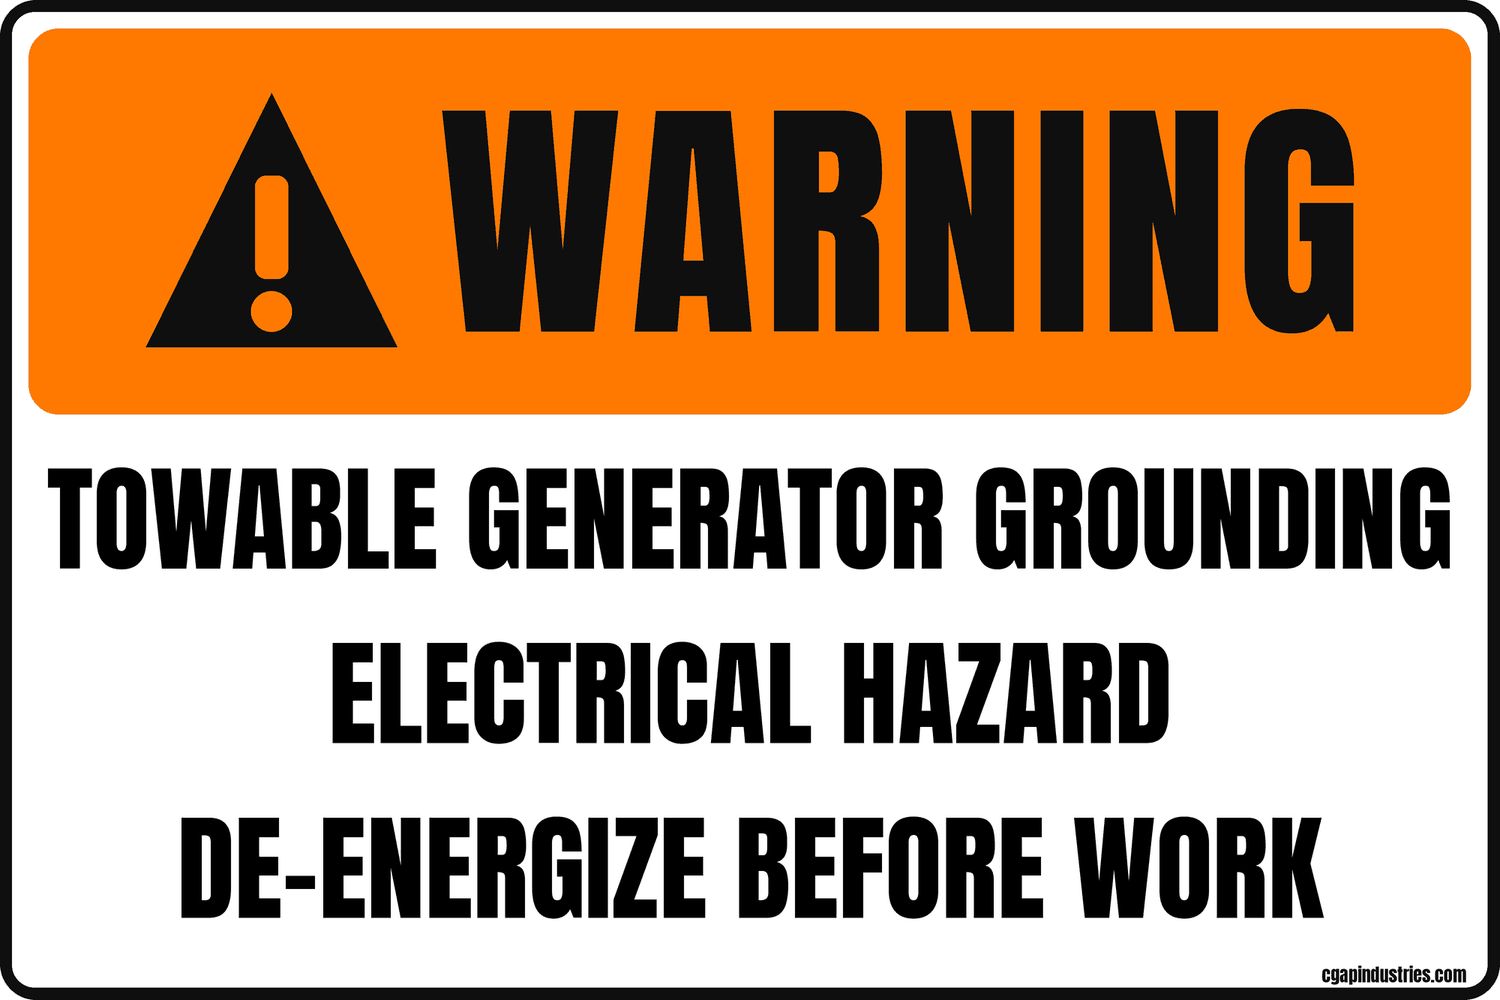 WARNING
TOWABLE GENERATOR GROUNDING
ELECTRICAL HAZARD
DE-ENERGIZE BEFORE WORK
cgapindustries.com